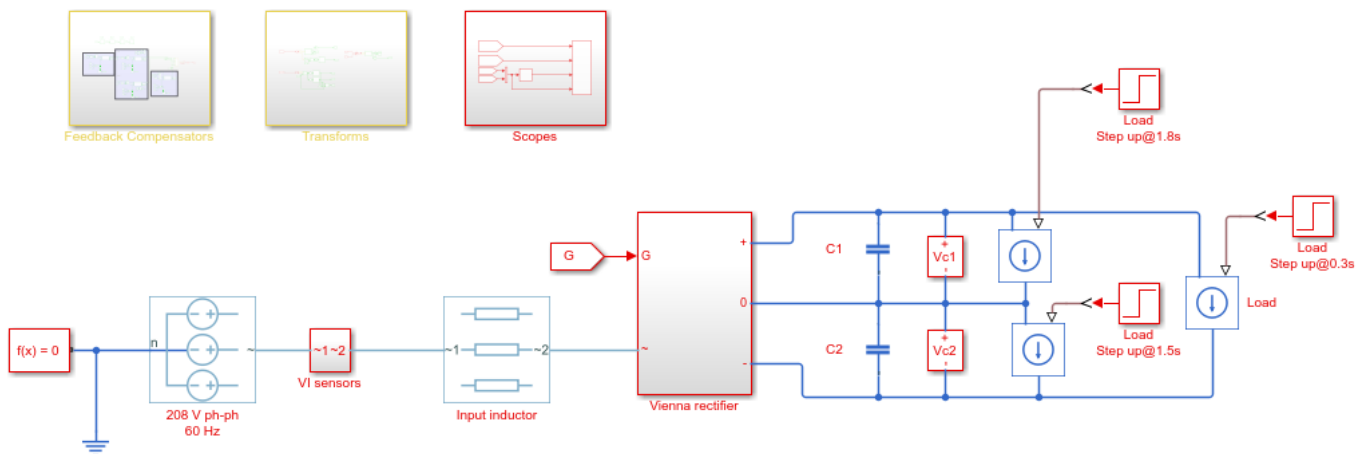 Feedback Compensators
Transforms
Scopes
Load
Step up@1.8s
Load
Step up@0.3s
G
G
+
0
-
~
Vienna rectifier
C1
C2
+
Vc1
-
+
Vc2
-
Load
Step up@1.5s
Load
f(x) = 0
n
- +
- +
- +
~
208 V ph-ph
60 Hz
~1 ~2
VI sensors
~1
~2
Input inductor